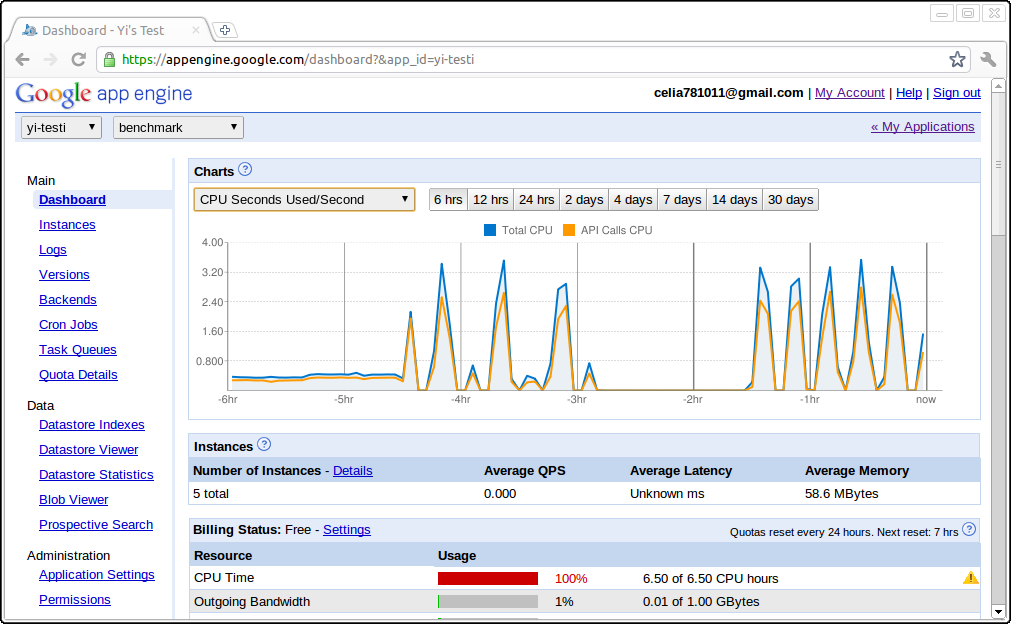 Dashboard - Yi's Test
https://appengine.google.com/dashboard?&app_id=yi-testi
Google app engine
celia781011@gmail.com | My Account | Help | Sign out
yi-testi benchmark « My Applications
Main
Dashboard
Instances
Logs
Versions
Backends
Cron Jobs
Task Queues
Quota Details
Data
Datastore Indexes
Datastore Viewer
Datastore Statistics
Blob Viewer
Prospective Search
Administration
Application Settings
Permissions
Charts ?
CPU Seconds Used/Second 6 hrs 12 hrs 24 hrs 2 days 4 days 7 days 14 days 30 days
Total CPU API Calls CPU
4.00
3.20
2.40
1.60
0.800
-6hr -5hr -4hr -3hr -2hr -1hr now
Instances ?
Number of Instances - Details Average QPS Average Latency Average Memory
5 total 0.000 Unknown ms 58.6 MBytes
Billing Status: Free - Settings Quotas reset every 24 hours. Next reset: 7 hrs ?
Resource Usage
CPU Time 100% 6.50 of 6.50 CPU hours
Outgoing Bandwidth 1% 0.01 of 1.00 GBytes